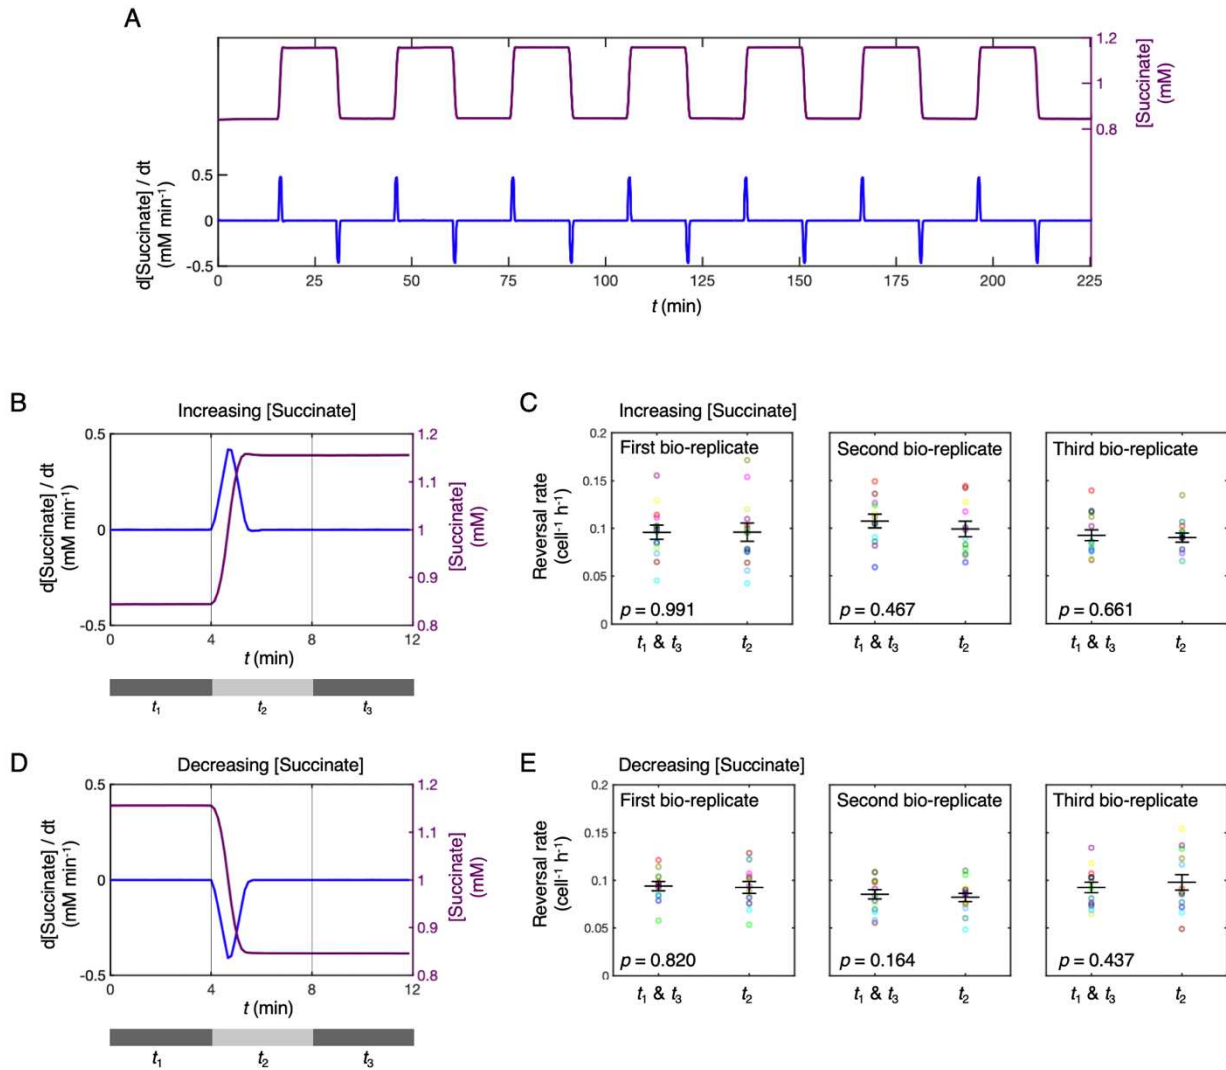 A
1.2
1
0.8
[Succinate]
(mM)
0.5
0
-0.5
d[Succinate] / dt
(mM min-1)
0 25 50 75 100 125 150 175 200 225
t (min)
B
Increasing [Succinate]
0.5
0
-0.5
d[Succinate] / dt
(mM min-1)
1.2
1.1
1
0.9
0.8
[Succinate]
(mM)
0 4 8 12
t (min)
t1 t2 t3
C
Increasing [Succinate]
Reversal rate
(cell-1 h-1)
0.2
0.15
0.1
0.05
0
First bio-replicate
p = 0.991
t1 & t3 t2
Second bio-replicate
p = 0.467
t1 & t3 t2
Third bio-replicate
p = 0.661
t1 & t3 t2
D
Decreasing [Succinate]
0.5
0
-0.5
d[Succinate] / dt
(mM min-1)
1.2
1.1
1
0.9
0.8
[Succinate]
(mM)
0 4 8 12
t (min)
t1 t2 t3
E
Decreasing [Succinate]
Reversal rate
(cell-1 h-1)
0.2
0.15
0.1
0.05
0
First bio-replicate
p = 0.820
t1 & t3 t2
Second bio-replicate
p = 0.164
t1 & t3 t2
Third bio-replicate
p = 0.437
t1 & t3 t2